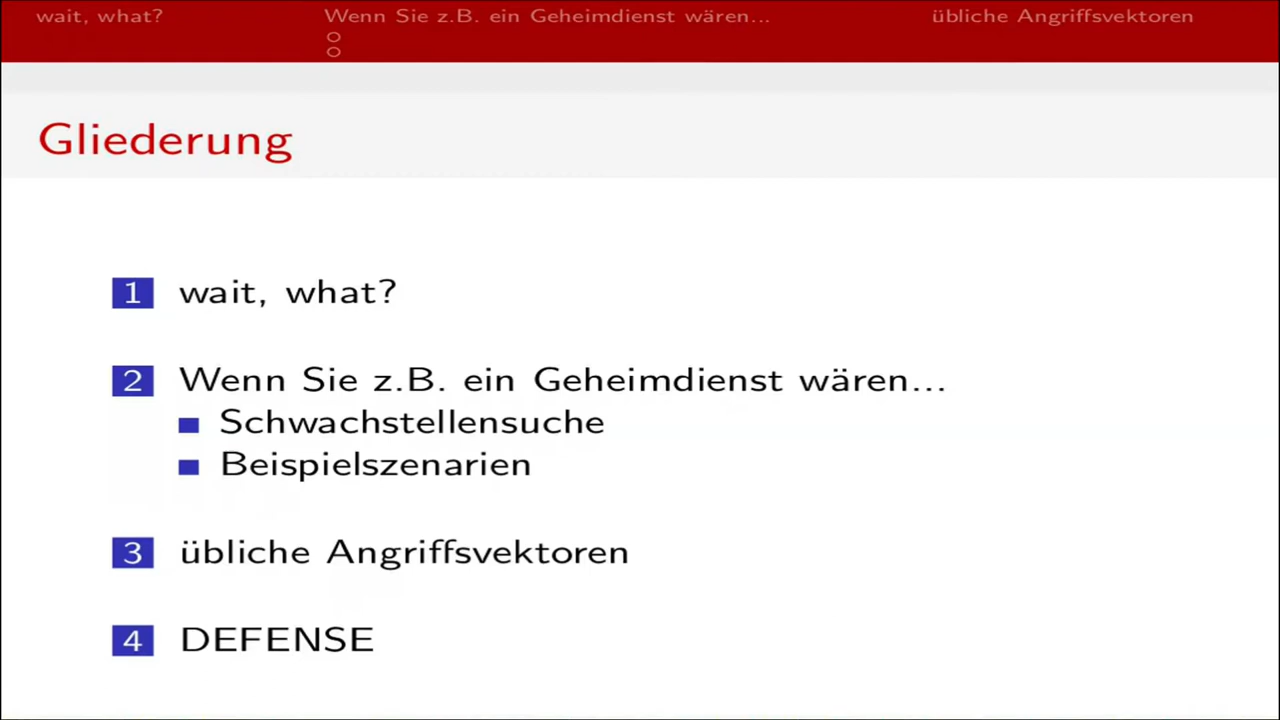 wait, what? Wenn Sie z.B. ein Geheimdienst wären... übliche Angriffsvektoren
Gliederung
1 wait, what?
2 Wenn Sie z.B. ein Geheimdienst wären...
Schwachstellensuche
Beispielszenarien
3 übliche Angriffsvektoren
4 DEFENSE